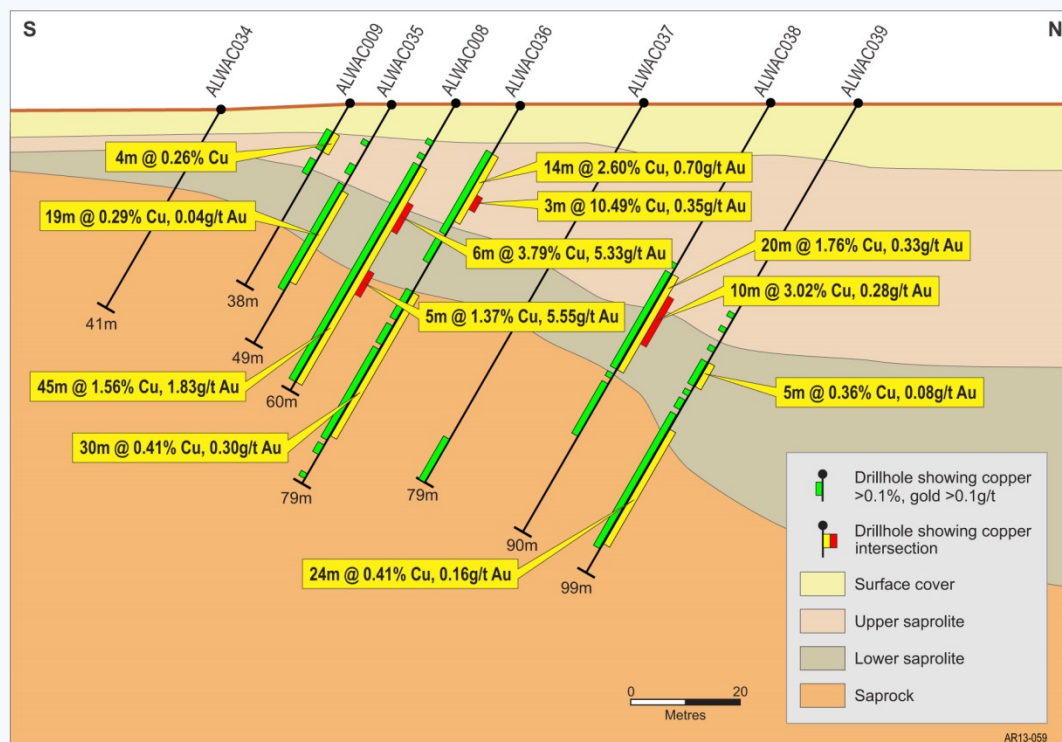 S
N
ALWAC034
ALWAC009
ALWAC035
ALWAC008
ALWAC036
ALWAC037
ALWAC038
ALWAC039
4m @ 0.26% Cu
14m @ 2.60% Cu, 0.70g/t Au
3m @ 10.49% Cu, 0.35g/t Au
19m @ 0.29% Cu, 0.04g/t Au
6m @ 3.79% Cu, 5.33g/t Au
20m @ 1.76% Cu, 0.33g/t Au
10m @ 3.02% Cu, 0.28g/t Au
38m
41m
5m @ 1.37% Cu, 5.55g/t Au
49m
45m @ 1.56% Cu, 1.83g/t Au
60m
5m @ 0.36% Cu, 0.08g/t Au
30m @ 0.41% Cu, 0.30g/t Au
79m
79m
90m
24m @ 0.41% Cu, 0.16g/t Au
99m
Drillhole showing copper
>0.1%, gold >0.1g/t
Drillhole showing copper
intersection
Surface cover
Upper saprolite
Lower saprolite
Saprock
0 20
Metres
AR13-059